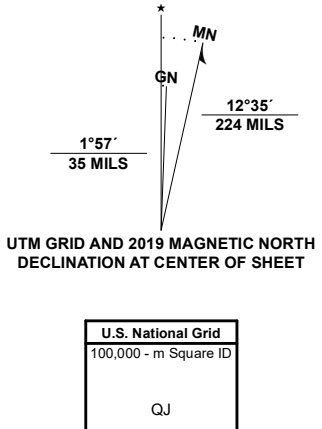 ★
MN
GN
12°35´
224 MILS
1°57´
35 MILS
UTM GRID AND 2019 MAGNETIC NORTH
DECLINATION AT CENTER OF SHEET
U.S. National Grid
100,000 - m Square ID
QJ